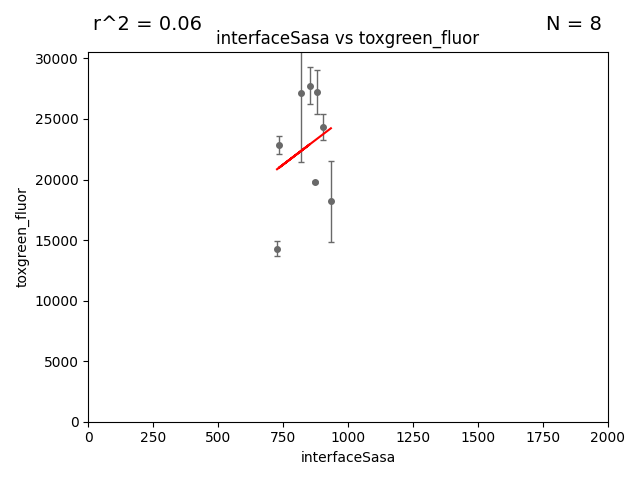 r^2 = 0.06
N = 8
interfaceSasa vs toxgreen_fluor
30000
25000
20000
15000
10000
5000
0
toxgreen_fluor
0 250 500 750 1000 1250 1500 1750 2000
interfaceSasa